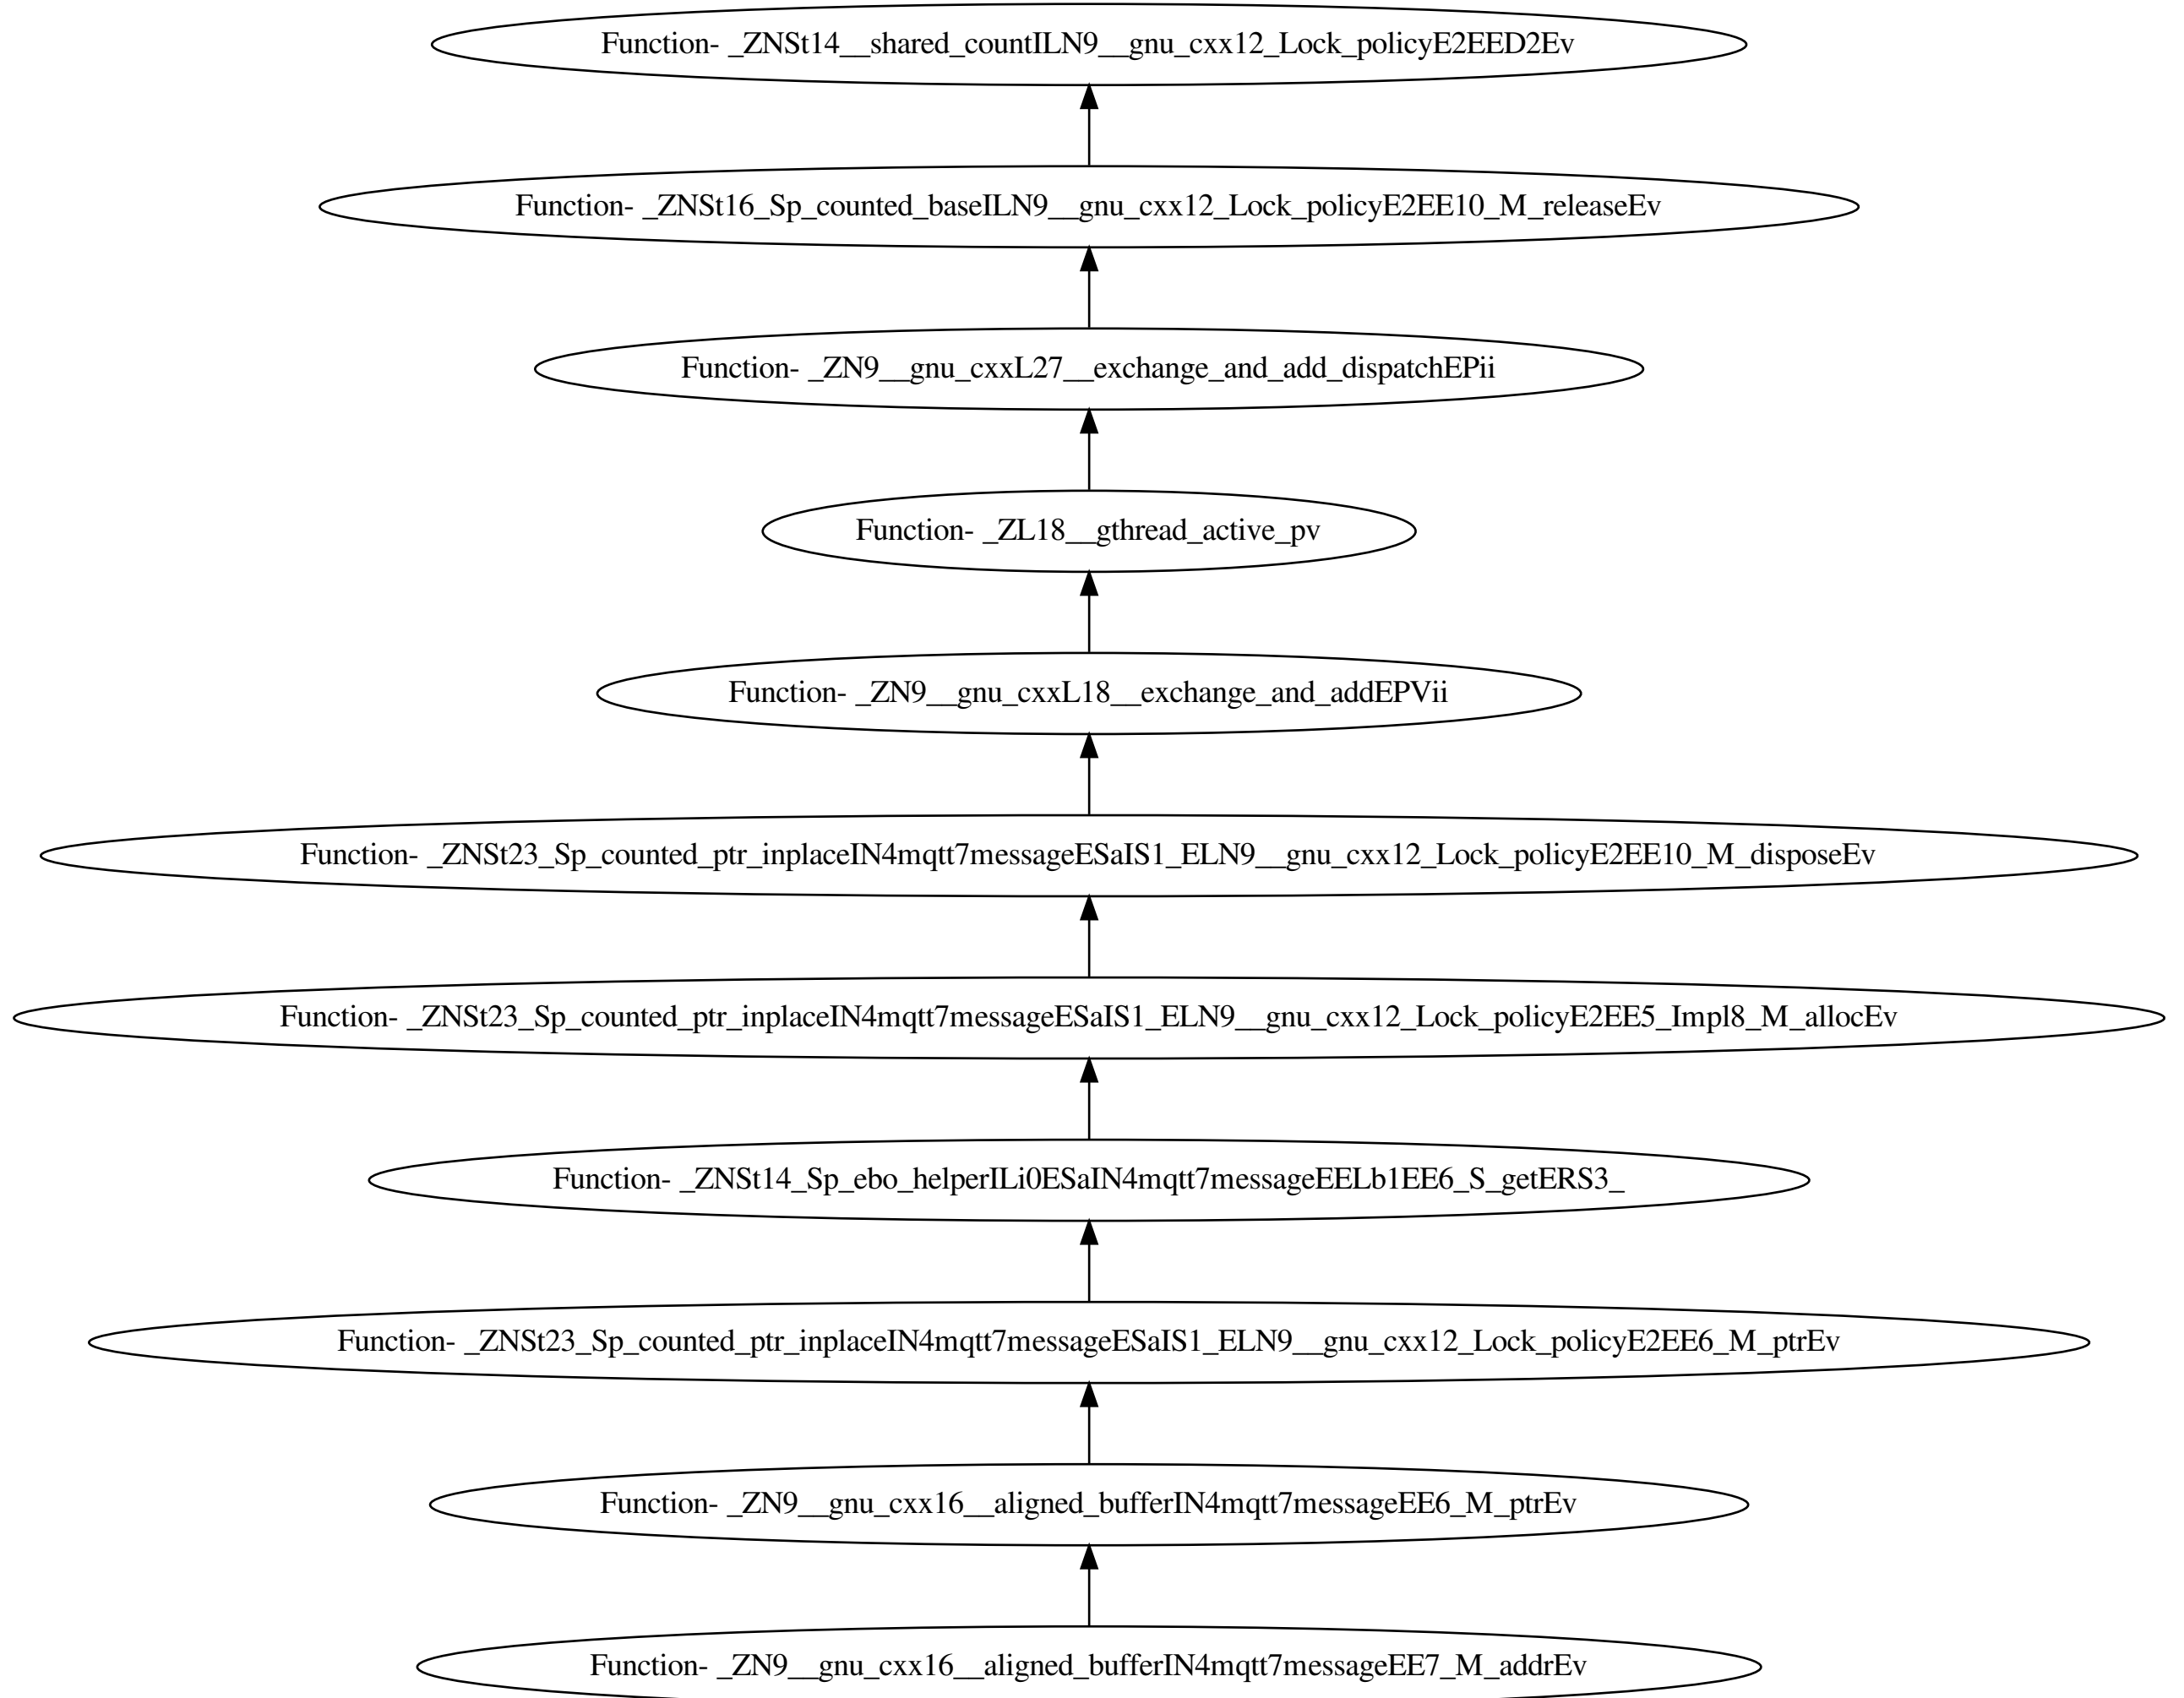 Function- _ZNSt14__shared_countILN9__gnu_cxx12_Lock_policyE2EED2Ev
Function- _ZNSt16_Sp_counted_baseILN9__gnu_cxx12_Lock_policyE2EE10_M_releaseEv
Function- _ZN9__gnu_cxxL27__exchange_and_add_dispatchEPii
Function- _ZL18__gthread_active_pv
Function- _ZN9__gnu_cxxL18__exchange_and_addEPVii
Function- _ZNSt23_Sp_counted_ptr_inplaceIN4mqtt7messageESaIS1_ELN9__gnu_cxx12_Lock_policyE2EE10_M_disposeEv
Function- _ZNSt23_Sp_counted_ptr_inplaceIN4mqtt7messageESaIS1_ELN9__gnu_cxx12_Lock_policyE2EE5_Impl8_M_allocEv
Function- _ZNSt14_Sp_ebo_helperILi0ESaIN4mqtt7messageEELb1EE6_S_getERS3_
Function- _ZNSt23_Sp_counted_ptr_inplaceIN4mqtt7messageESaIS1_ELN9__gnu_cxx12_Lock_policyE2EE6_M_ptrEv
Function- _ZN9__gnu_cxx16__aligned_bufferIN4mqtt7messageEE6_M_ptrEv
Function- _ZN9__gnu_cxx16__aligned_bufferIN4mqtt7messageEE7_M_addrEv